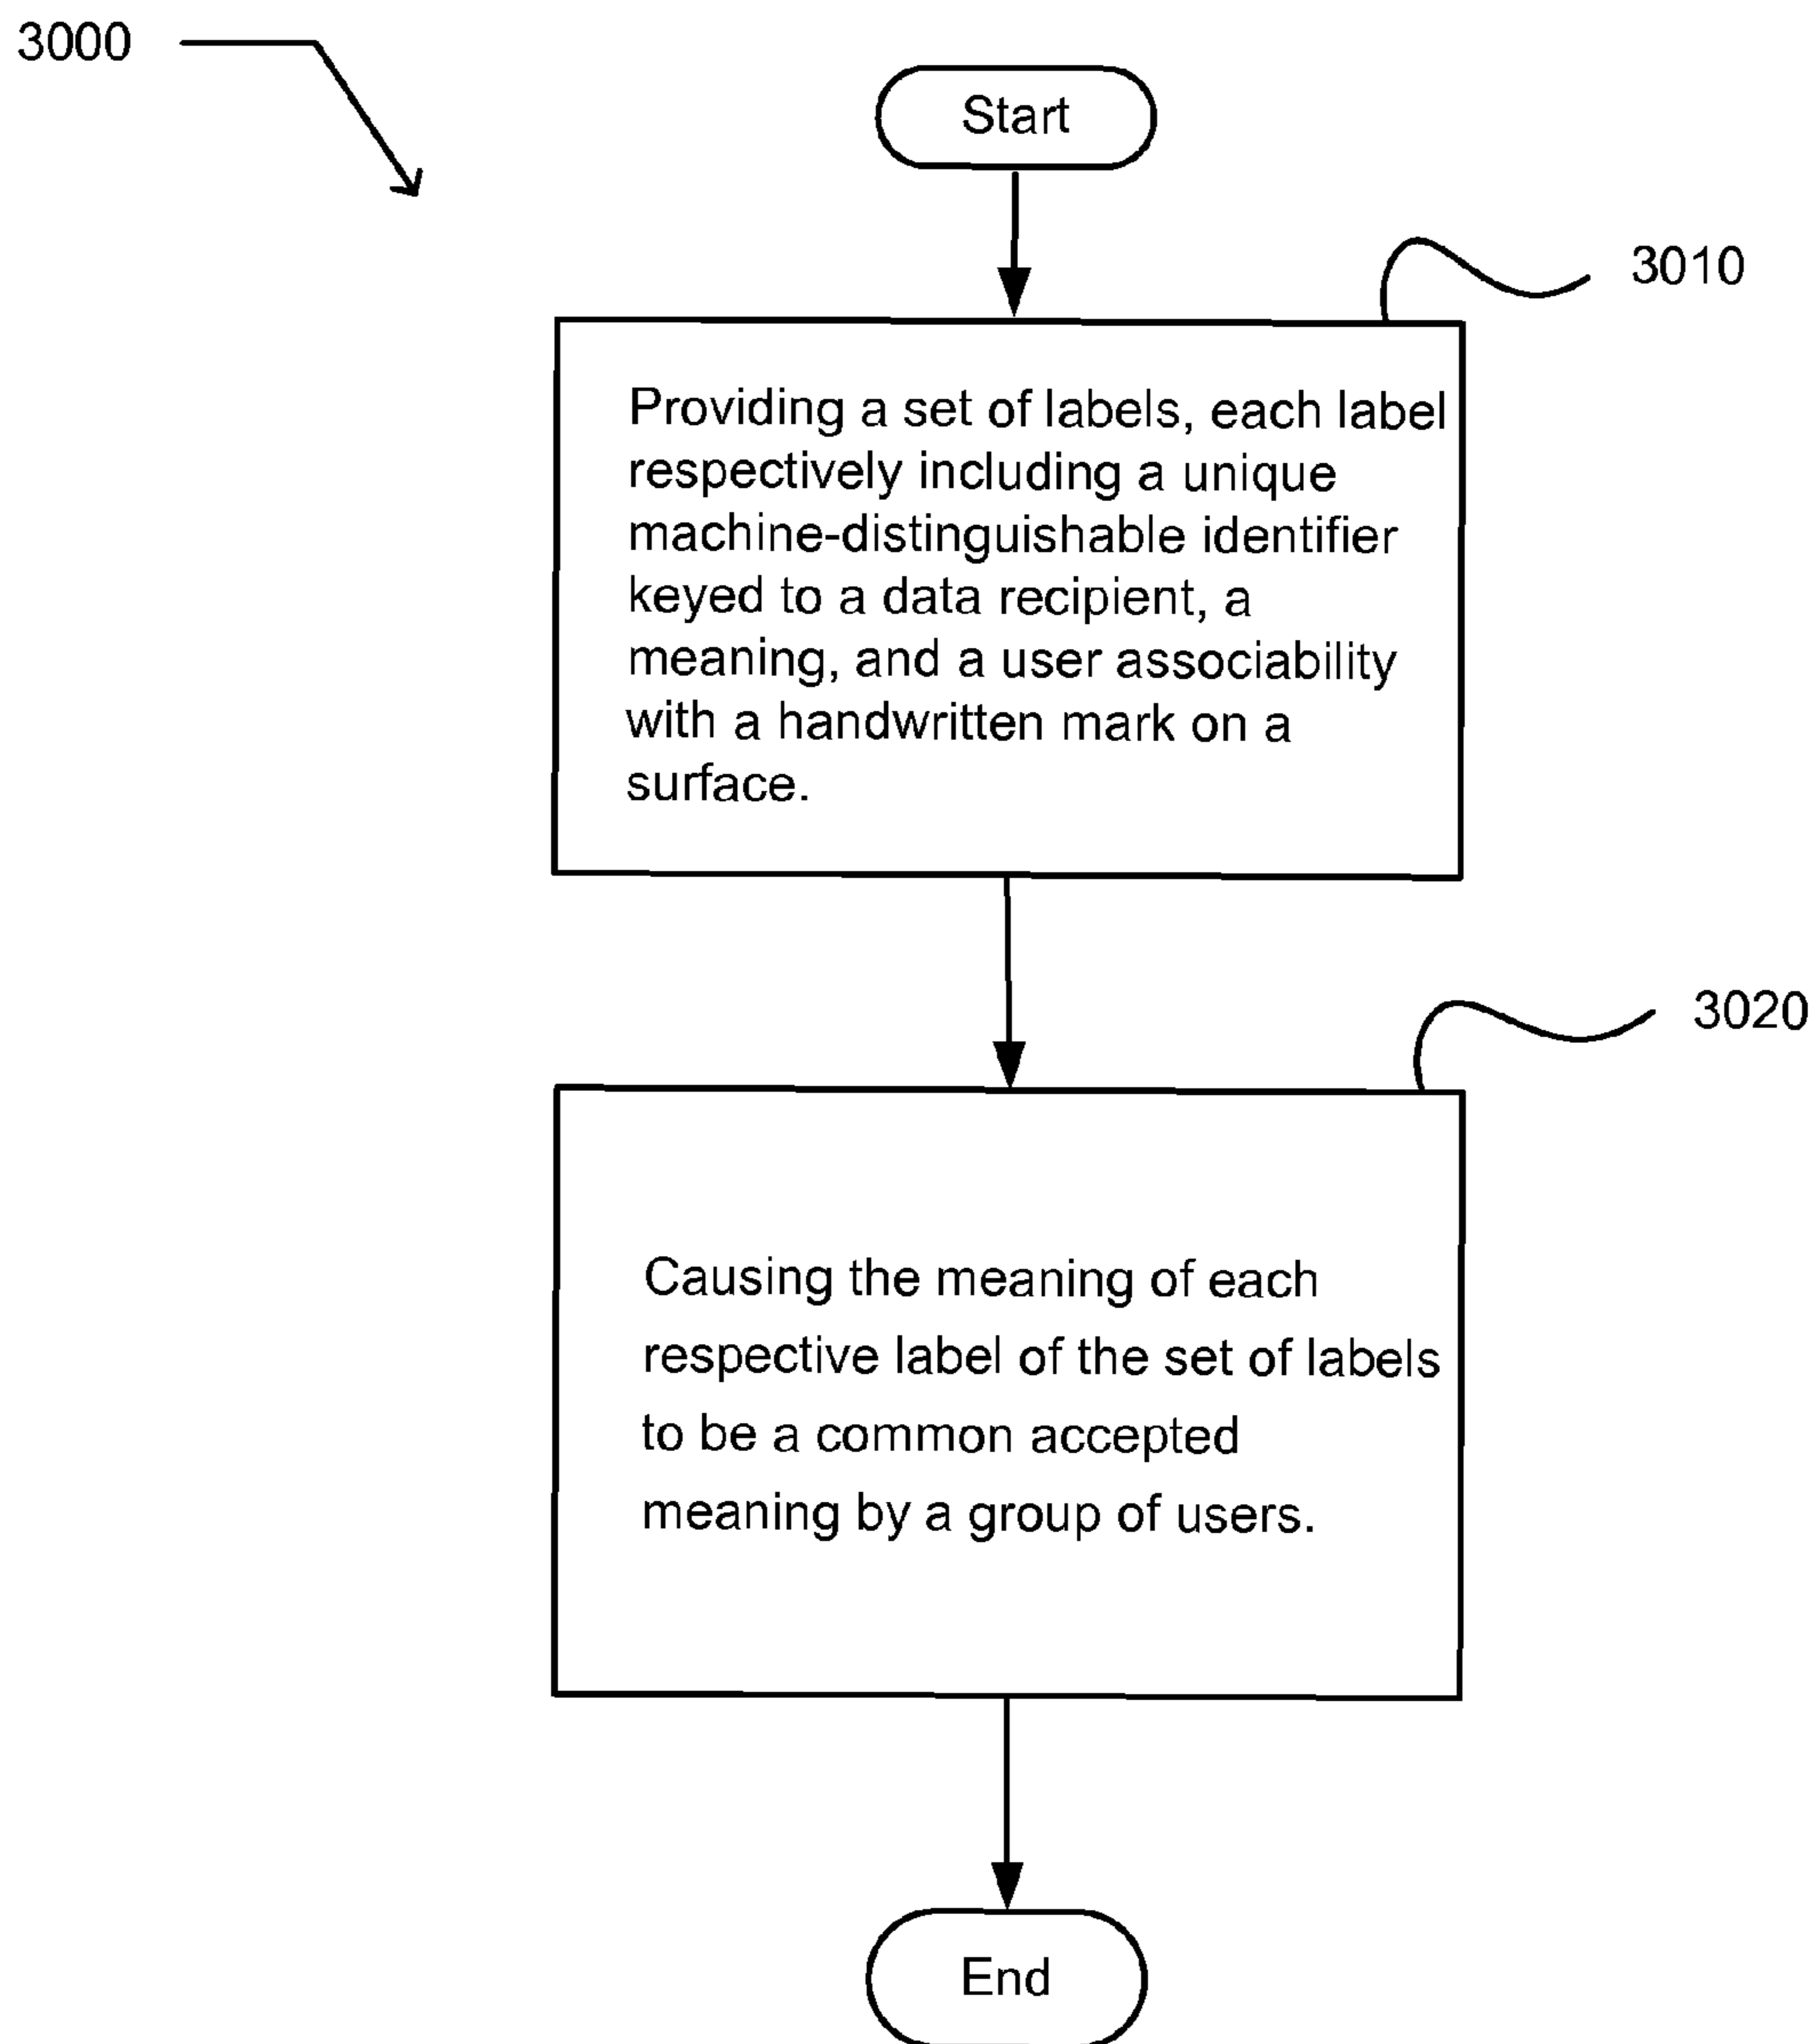 3000
Start
3010
Providing a set of labels, each label
respectively including a unique
machine-distinguishable identifier
keyed to a data recipient, a
meaning, and a user associability
with a handwritten mark on a
surface.
3020
Causing the meaning of each
respective label of the set of labels
to be a common accepted
meaning by a group of users.
End